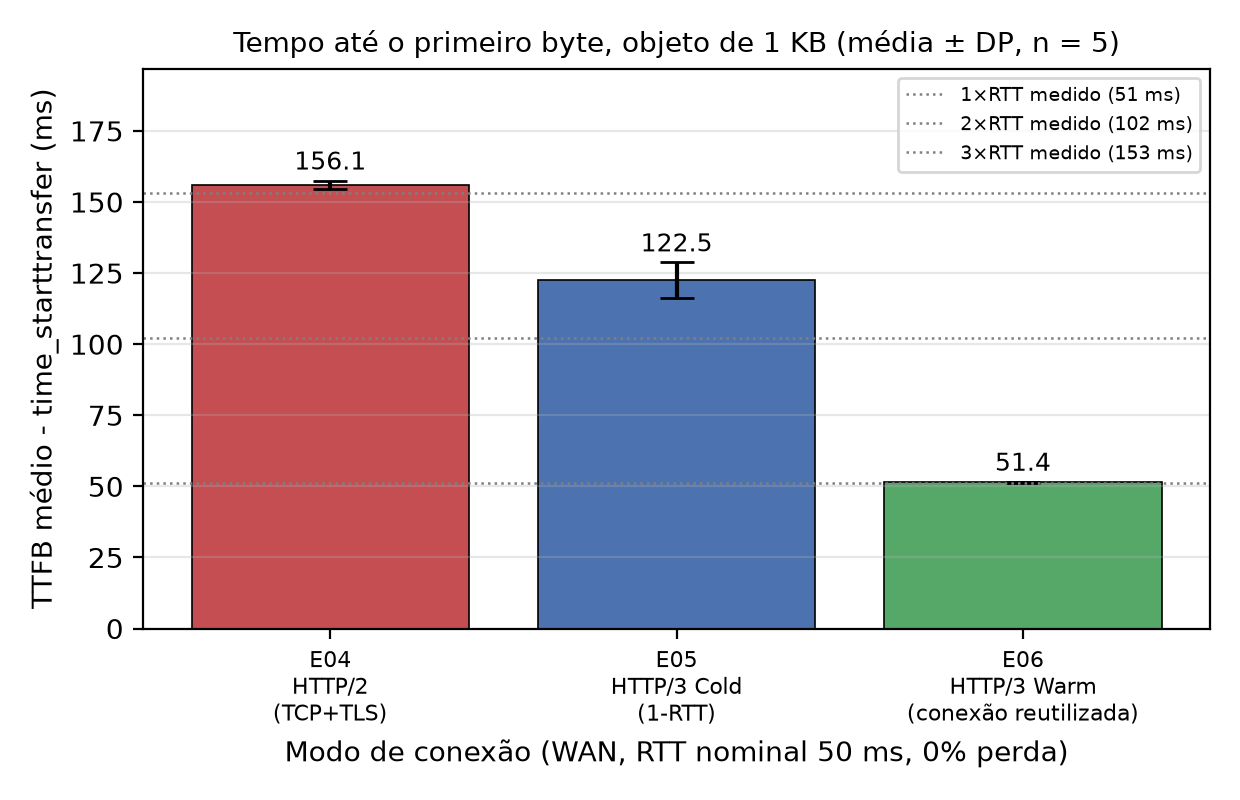 Tempo até o primeiro byte, objeto de 1 KB (média ± DP, n = 5)
TTFB médio - time_starttransfer (ms)
175
150
125
100
75
50
25
0
1×RTT medido (51 ms)
2×RTT medido (102 ms)
3×RTT medido (153 ms)
156.1
122.5
51.4
E04
HTTP/2
(TCP+TLS)
E05
HTTP/3 Cold
(1-RTT)
E06
HTTP/3 Warm
(conexão reutilizada)
Modo de conexão (WAN, RTT nominal 50 ms, 0% perda)